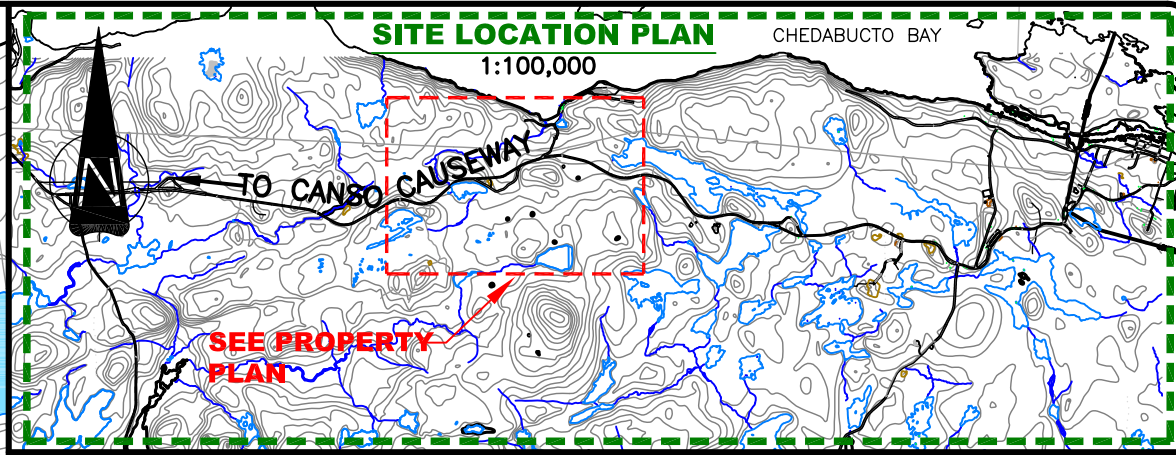 SITE LOCATION PLAN
1:100,000
CHEDABUCTO BAY
N
TO CANSO CAUSEWAY
SEE PROPERTY
PLAN